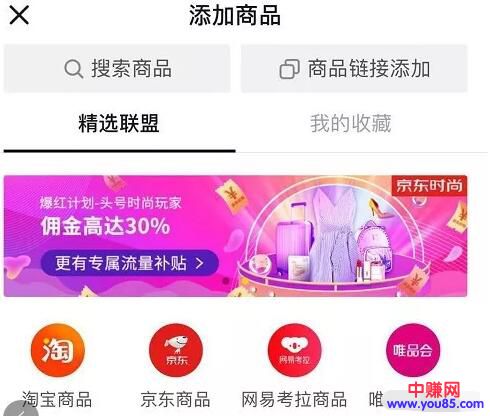 添加商品
搜索商品
商品链接添加
精选联盟
我的收藏
京东时尚
爆红计划-头号时尚玩家
佣金高达30%
更有专属流量补贴 >
淘
京东
网易考拉
唯品会
淘宝商品
京东商品
网易考拉商品
唯
中赚网
www.you85.com